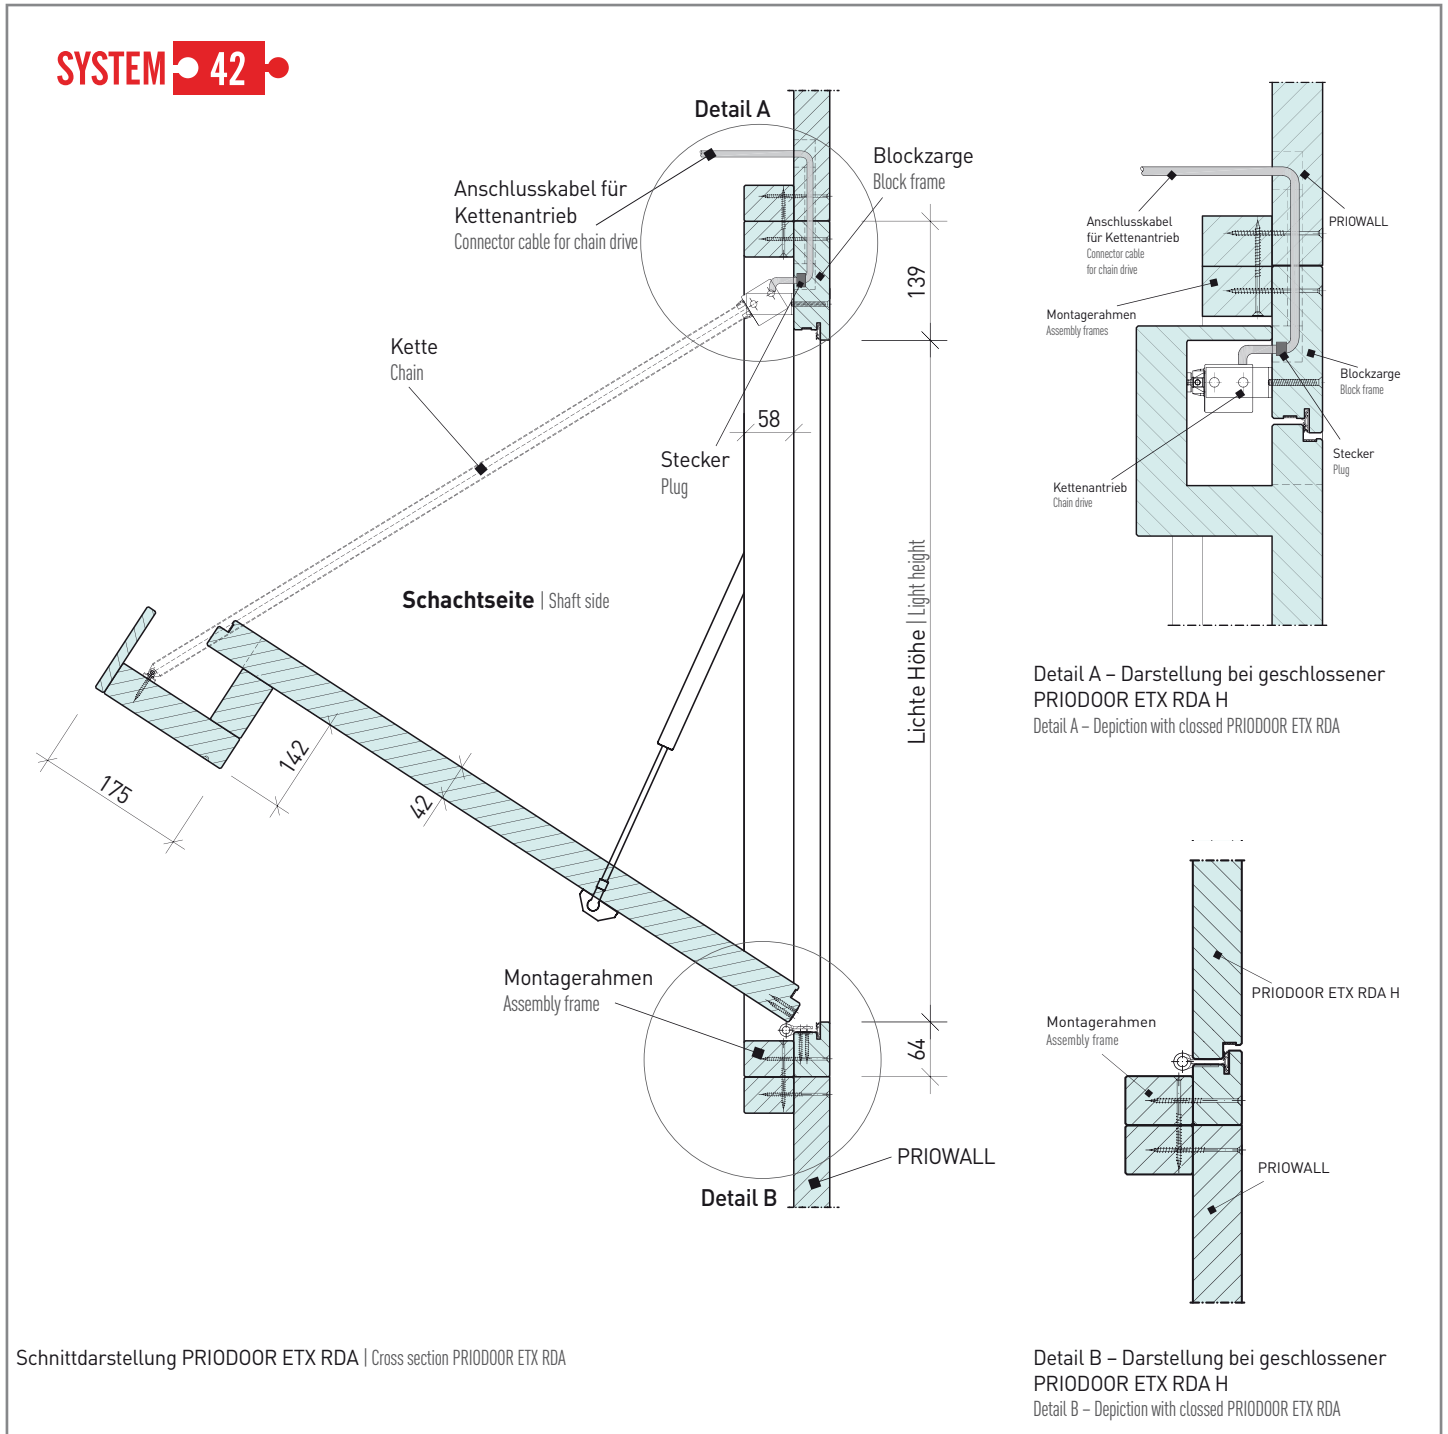 SYSTEM 42
Detail A
Anschlusskabel für
Kettenantrieb
Connector cable for chain drive
Blockzarge
Block frame
139
Kette
Chain
58
Stecker
Plug
Schachtseite | Shaft side
Lichte Höhe | Light height
175
142
42
Montagerahmen
Assembly frame
64
PRIOWALL
Detail B
Schnittdarstellung PRIODOOR ETX RDA | Cross section PRIODOOR ETX RDA
Anschlusskabel
für Kettenantrieb
Connector cable
for chain drive
PRIOWALL
Montagerahmen
Assembly frames
Blockzarge
Block frame
Stecker
Plug
Kettenantrieb
Chain drive
Detail A – Darstellung bei geschlossener
PRIODOOR ETX RDA H
Detail A – Depiction with clossed PRIODOOR ETX RDA
PRIODOOR ETX RDA H
Montagerahmen
Assembly frame
PRIOWALL
Detail B – Darstellung bei geschlossener
PRIODOOR ETX RDA H
Detail B – Depiction with clossed PRIODOOR ETX RDA